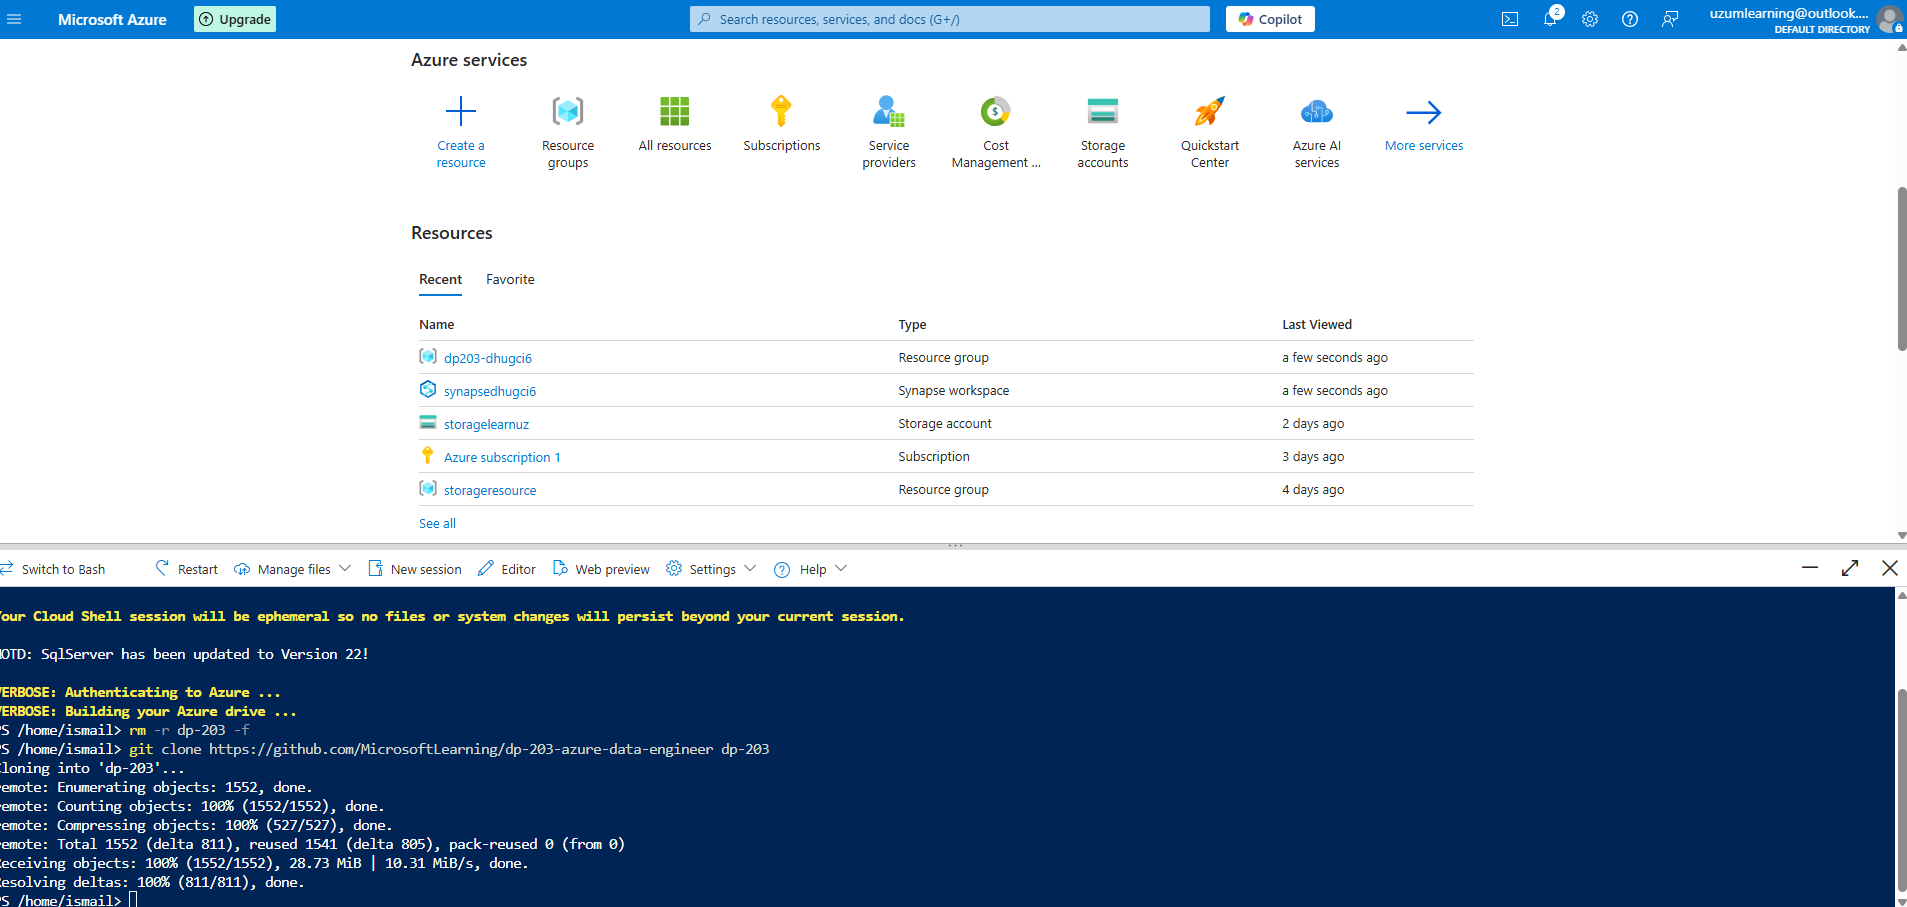 Microsoft Azure
Upgrade
Search resources, services, and docs (G+/)
Copilot
2
uzumlearning@outlook....
DEFAULT DIRECTORY
Azure services
Create a resource
Resource groups
All resources
Subscriptions
Service providers
Cost Management ...
Storage accounts
Quickstart Center
Azure AI services
More services
Resources
Recent Favorite
Name Type Last Viewed
dp203-dhugci6 Resource group a few seconds ago
synapsedhugci6 Synapse workspace a few seconds ago
storagelearnuz Storage account 2 days ago
Azure subscription 1 Subscription 3 days ago
storageresource Resource group 4 days ago
See all
Switch to Bash Restart Manage files New session Editor Web preview Settings Help
our Cloud Shell session will be ephemeral so no files or system changes will persist beyond your current session.
OTD: SqlServer has been updated to Version 22!
ERBOSE: Authenticating to Azure ...
ERBOSE: Building your Azure drive ...
PS /home/ismail> rm -r dp-203 -f
PS /home/ismail> git clone https://github.com/MicrosoftLearning/dp-203-azure-data-engineer dp-203
Cloning into 'dp-203'...
remote: Enumerating objects: 1552, done.
remote: Counting objects: 100% (1552/1552), done.
remote: Compressing objects: 100% (527/527), done.
remote: Total 1552 (delta 811), reused 1541 (delta 805), pack-reused 0 (from 0)
Receiving objects: 100% (1552/1552), 28.73 MiB | 10.31 MiB/s, done.
Resolving deltas: 100% (811/811), done.
PS /home/ismail>